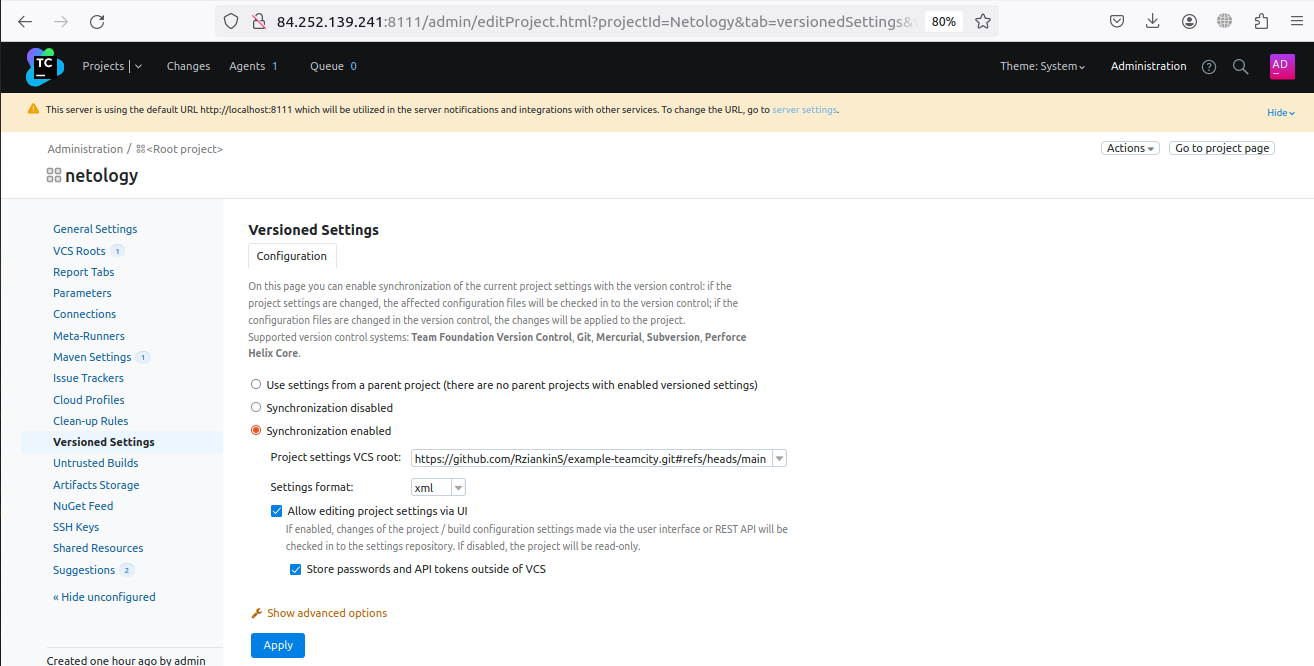 84.252.139.241:8111/admin/editProject.html?projectId=Netology&tab=versionedSettings& 80%
TC Projects Changes Agents 1 Queue 0 Theme: System Administration ? AD
This server is using the default URL http://localhost:8111 which will be utilized in the server notifications and integrations with other services. To change the URL, go to server settings.
Hide
Administration / <Root project>
Actions Go to project page
netology
General Settings
VCS Roots 1
Report Tabs
Parameters
Connections
Meta-Runners
Maven Settings 1
Issue Trackers
Cloud Profiles
Clean-up Rules
Versioned Settings
Untrusted Builds
Artifacts Storage
NuGet Feed
SSH Keys
Shared Resources
Suggestions 2
« Hide unconfigured
Created one hour ago by admin
Versioned Settings
Configuration
On this page you can enable synchronization of the current project settings with the version control: if the
project settings are changed, the affected configuration files will be checked in to the version control; if the
configuration files are changed in the version control, the changes will be applied to the project.
Supported version control systems: Team Foundation Version Control, Git, Mercurial, Subversion, Perforce
Helix Core.
Use settings from a parent project (there are no parent projects with enabled versioned settings)
Synchronization disabled
Synchronization enabled
Project settings VCS root: https://github.com/RziankinS/example-teamcity.git#refs/heads/main
Settings format: xml
Allow editing project settings via UI
If enabled, changes of the project / build configuration settings made via the user interface or REST API will be
checked in to the settings repository. If disabled, the project will be read-only.
Store passwords and API tokens outside of VCS
Show advanced options
Apply